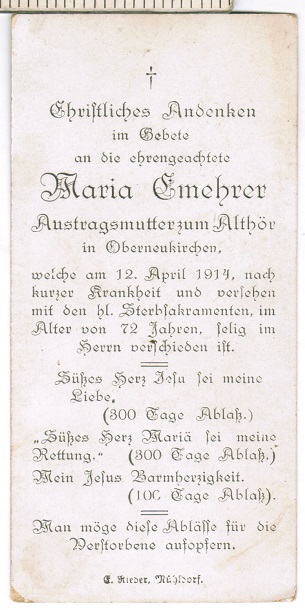 †
Christliches Andenken
im Gebete
an die ehrengeachtete
Maria Emehrer
Austragsmutter zum Althör
in Oberneukirchen,
welche am 12. April 1914, nach
kurzer Krankheit und versehen
mit den hl. Sterbsakramenten, im
Alter von 72 Jahren, selig im
Herrn verschieden ist.
Süßes Herz Jesu sei meine
Liebe.
(300 Tage Ablaß.)
„Süßes Herz Mariä sei meine
Rettung.“ (300 Tage Ablaß.)
Mein Jesus Barmherzigkeit.
(100 Tage Ablaß).
Man möge diese Ablässe für die
Verstorbene aufopfern.
E. Rieder, Mühldorf.